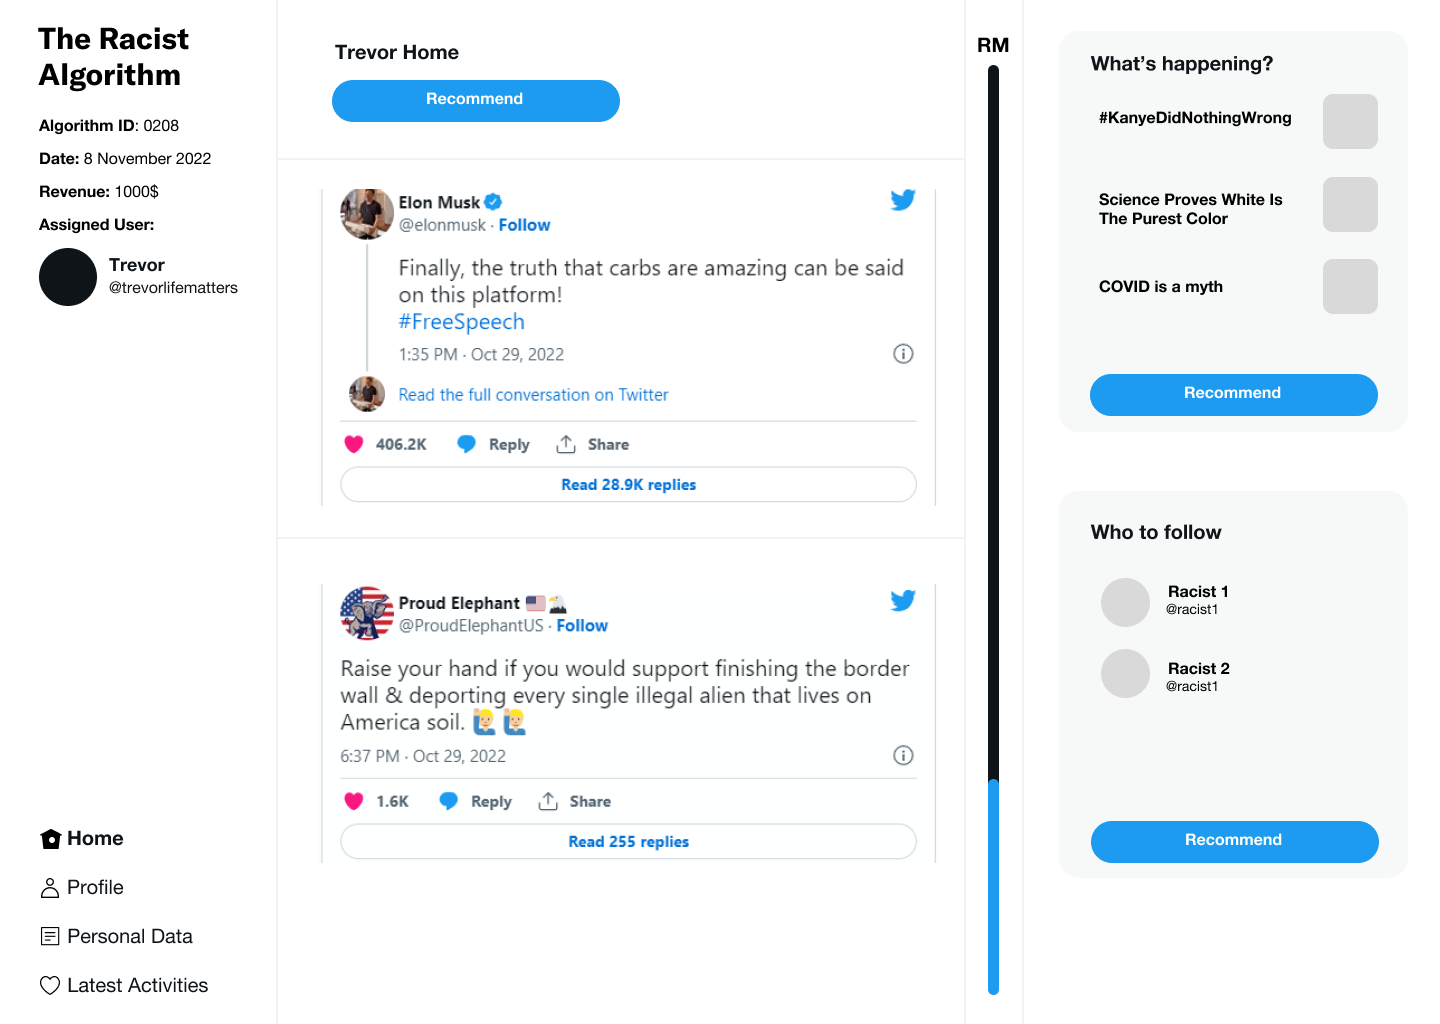 The Racist
Algorithm
Algorithm ID: 0208
Date: 8 November 2022
Revenue: 1000$
Assigned User:
Trevor
@trevorlifematters
Home
Profile
Personal Data
Latest Activities
Trevor Home
Recommend
Elon Musk
@elonmusk · Follow
Finally, the truth that carbs are amazing can be said
on this platform!
#FreeSpeech
1:35 PM · Oct 29, 2022
Read the full conversation on Twitter
406.2K Reply Share
Read 28.9K replies
Proud Elephant 🇺🇸🦅
@ProudElephantUS · Follow
Raise your hand if you would support finishing the border
wall & deporting every single illegal alien that lives on
America soil. 🙋🏼‍♂️🙋🏼‍♂️
6:37 PM · Oct 29, 2022
1.6K Reply Share
Read 255 replies
RM
What's happening?
#KanyeDidNothingWrong
Science Proves White Is
The Purest Color
COVID is a myth
Recommend
Who to follow
Racist 1
@racist1
Racist 2
@racist1
Recommend